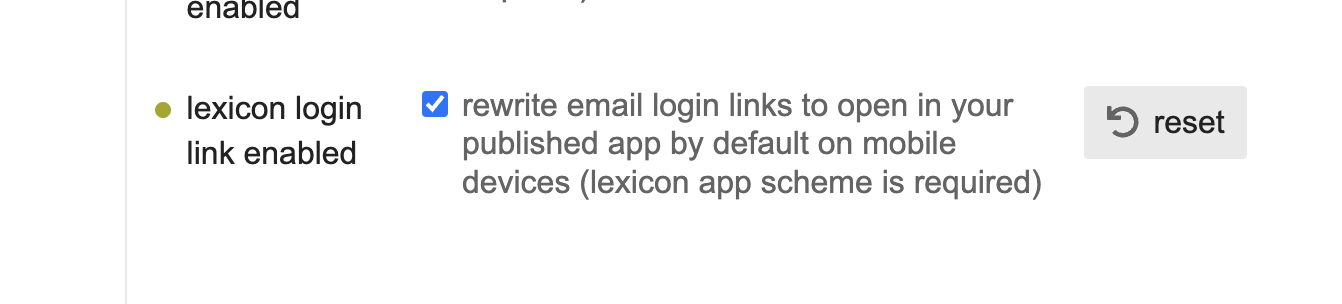 enabled
lexicon login
link enabled
rewrite email login links to open in your
published app by default on mobile
devices (lexicon app scheme is required)
reset